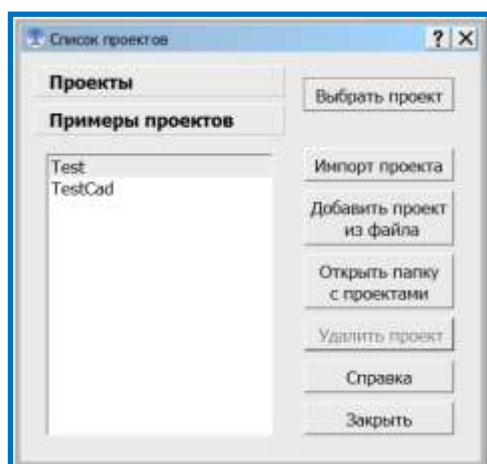 Список проектов
Проекты
Выбрать проект
Примеры проектов
Test
TestCad
Импорт проекта
Добавить проект
из файла
Открыть папку
с проектами
Удалить проект
Справка
Закрыть